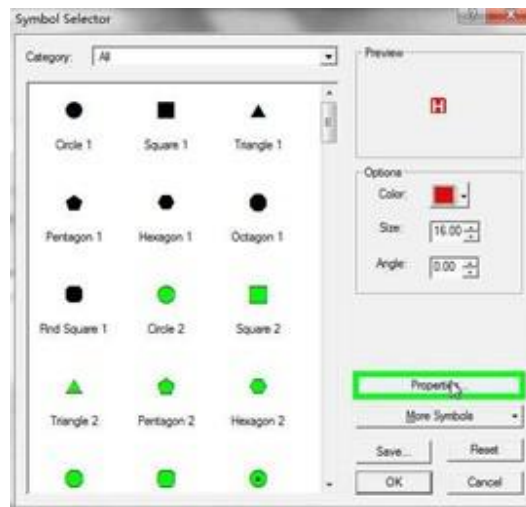 Symbol Selector
Category: All
Preview
H
Circle 1 Square 1 Triangle 1
Options
Color:
Size: 16.00
Angle: 0.00
Pentagon 1 Hexagon 1 Octagon 1
Rnd Square 1 Circle 2 Square 2
Properties...
Triangle 2 Pentagon 2 Hexagon 2
More Symbols
Save... Reset
OK Cancel